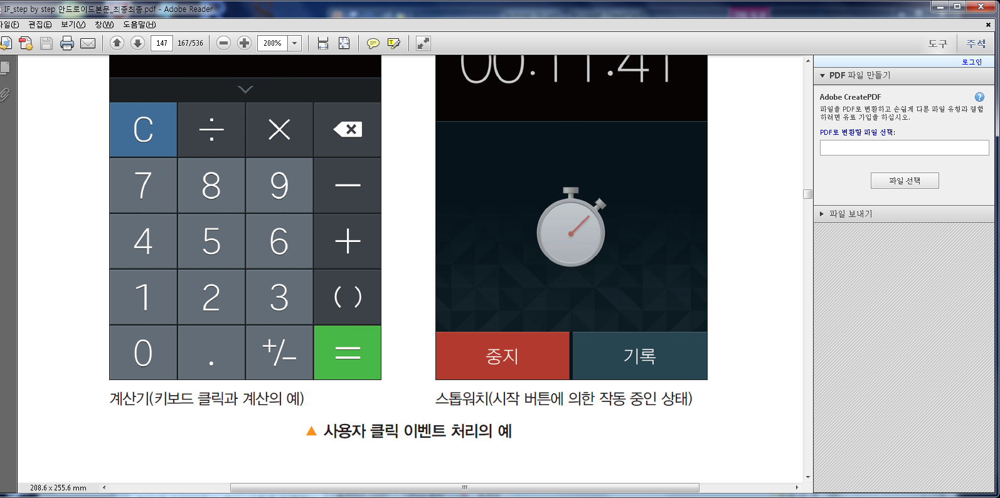 IF_step by step 안드로이드본문_최종최종.pdf - Adobe Reader
파일(F) 편집(E) 보기(V) 창(W) 도움말(H)
147 167/536 200% 도구 주석
로그인
PDF 파일 만들기
Adobe CreatePDF
파일을 PDF로 변환하고 손쉽게 다른 파일 유형과 결합
하려면 유료 가입을 하십시오.
PDF로 변환할 파일 선택:
파일 선택
파일 보내기
00:11.41
C ÷ ×
7 8 9 −
4 5 6 +
1 2 3 ( )
0 . +/− =
중지 기록
계산기(키보드 클릭과 계산의 예)
스톱워치(시작 버튼에 의한 작동 중인 상태)
▲ 사용자 클릭 이벤트 처리의 예
208.6 x 255.6 mm